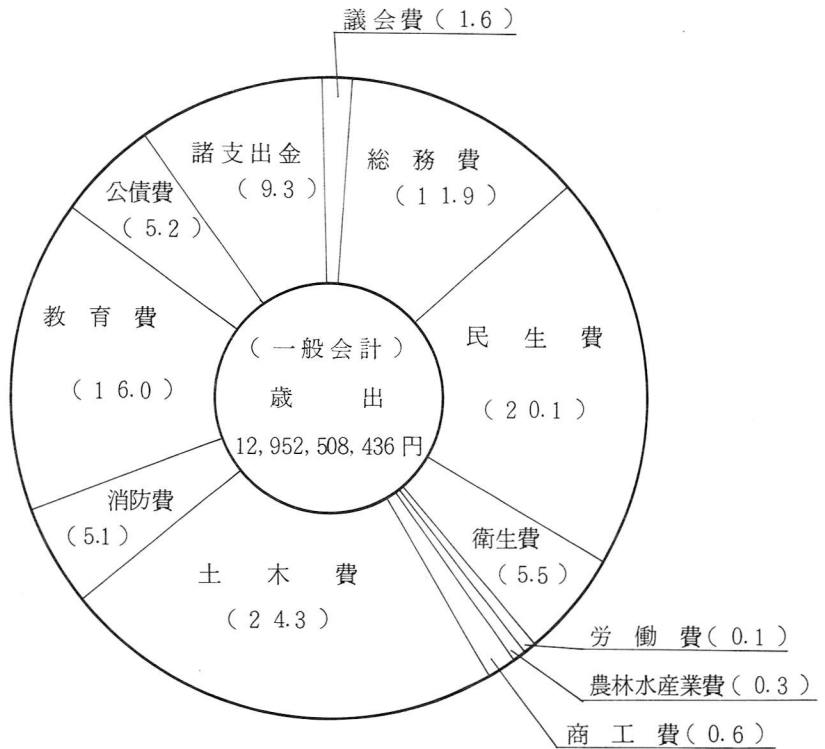 議会費(1.6)
総務費
(11.9)
民生費
(20.1)
衛生費
(5.5)
労働費(0.1)
農林水産業費(0.3)
商工費(0.6)
土木費
(24.3)
消防費
(5.1)
教育費
(16.0)
公債費
(5.2)
諸支出金
(9.3)
(一般会計)
歳出
12,952,508,436円